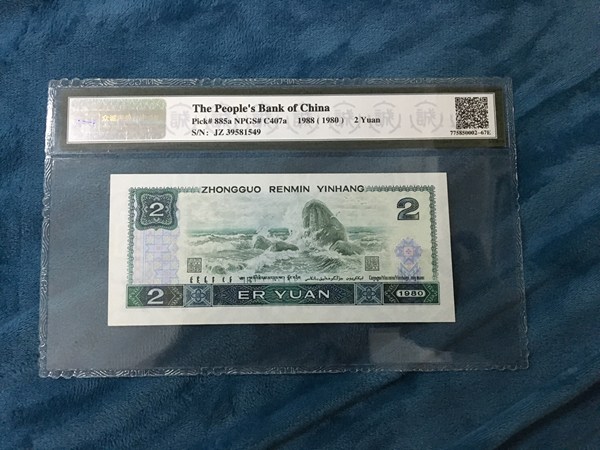 The People's Bank of China
Pick# 885a NPGS# C407a 1988 ( 1980 ) 2 Yuan
S/N: JZ 39581549
775850002-67E
ZHONGGUO RENMIN YINHANG
2
2
2 ER YUAN 1980